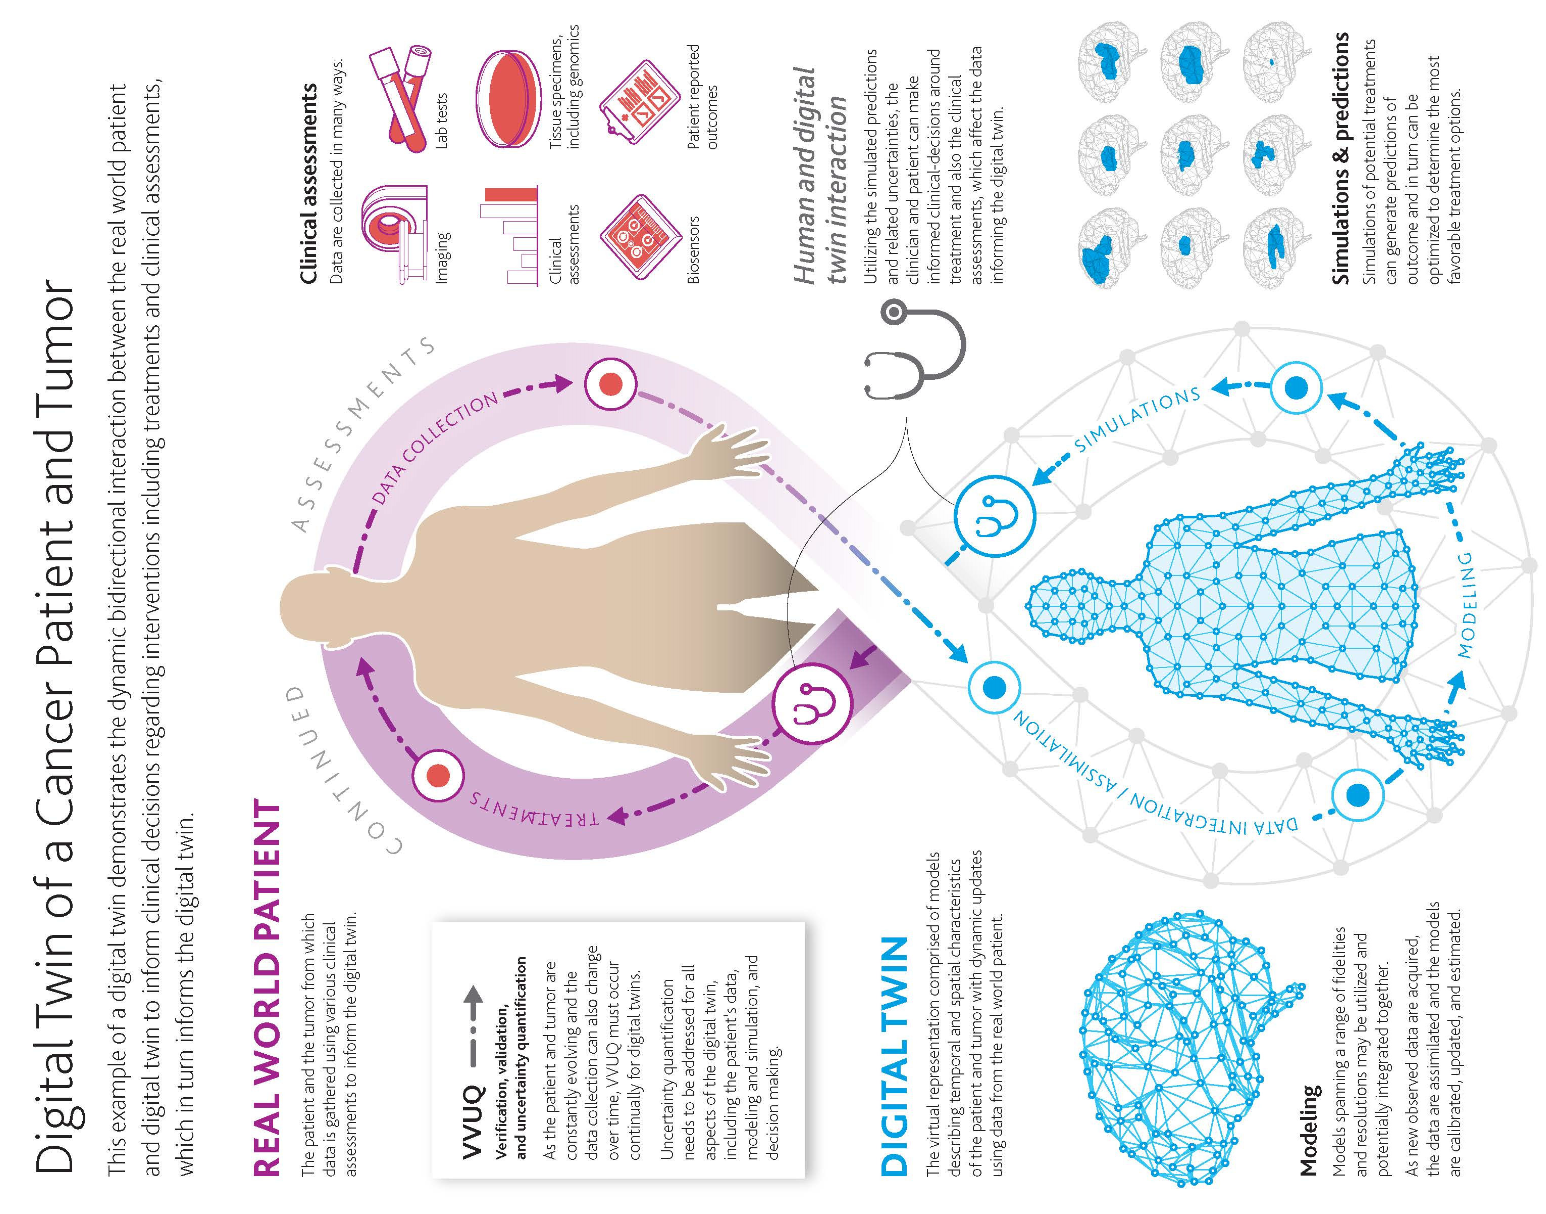 Digital Twin of a Cancer Patient and Tumor
This example of a digital twin demonstrates the dynamic bidirectional interaction between the real world patient
and digital twin to inform clinical decisions regarding interventions including treatments and clinical assessments,
which in turn informs the digital twin.
REAL WORLD PATIENT
The patient and the tumor from which
data is gathered using various clinical
assessments to inform the digital twin.
VVUQ
Verification, validation,
and uncertainty quantification
As the patient and tumor are
constantly evolving and the
data collection can also change
over time, VVUQ must occur
continually for digital twins.
Uncertainty quantification
needs to be addressed for all
aspects of the digital twin,
including the patient's data,
modeling and simulation, and
decision making.
CONTINUED
ASSESSMENTS
TREATMENTS
DATA COLLECTION
Clinical assessments
Data are collected in many ways.
Imaging
Lab tests
Clinical
assessments
Tissue specimens,
including genomics
Biosensors
Patient reported
outcomes
Human and digital
twin interaction
Utilizing the simulated predictions
and related uncertainties, the
clinician and patient can make
informed clinical-decisions around
treatment and also the clinical
assessments, which affect the data
informing the digital twin.
DIGITAL TWIN
The virtual representation comprised of models
describing temporal and spatial characteristics
of the patient and tumor with dynamic updates
using data from the real world patient.
DATA INTEGRATION / ASSIMILATION
SIMULATIONS
MODELING
Modeling
Models spanning a range of fidelities
and resolutions may be utilized and
potentially integrated together.
As new observed data are acquired,
the data are assimilated and the models
are calibrated, updated, and estimated.
Simulations & predictions
Simulations of potential treatments
can generate predictions of
outcome and in turn can be
optimized to determine the most
favorable treatment options.